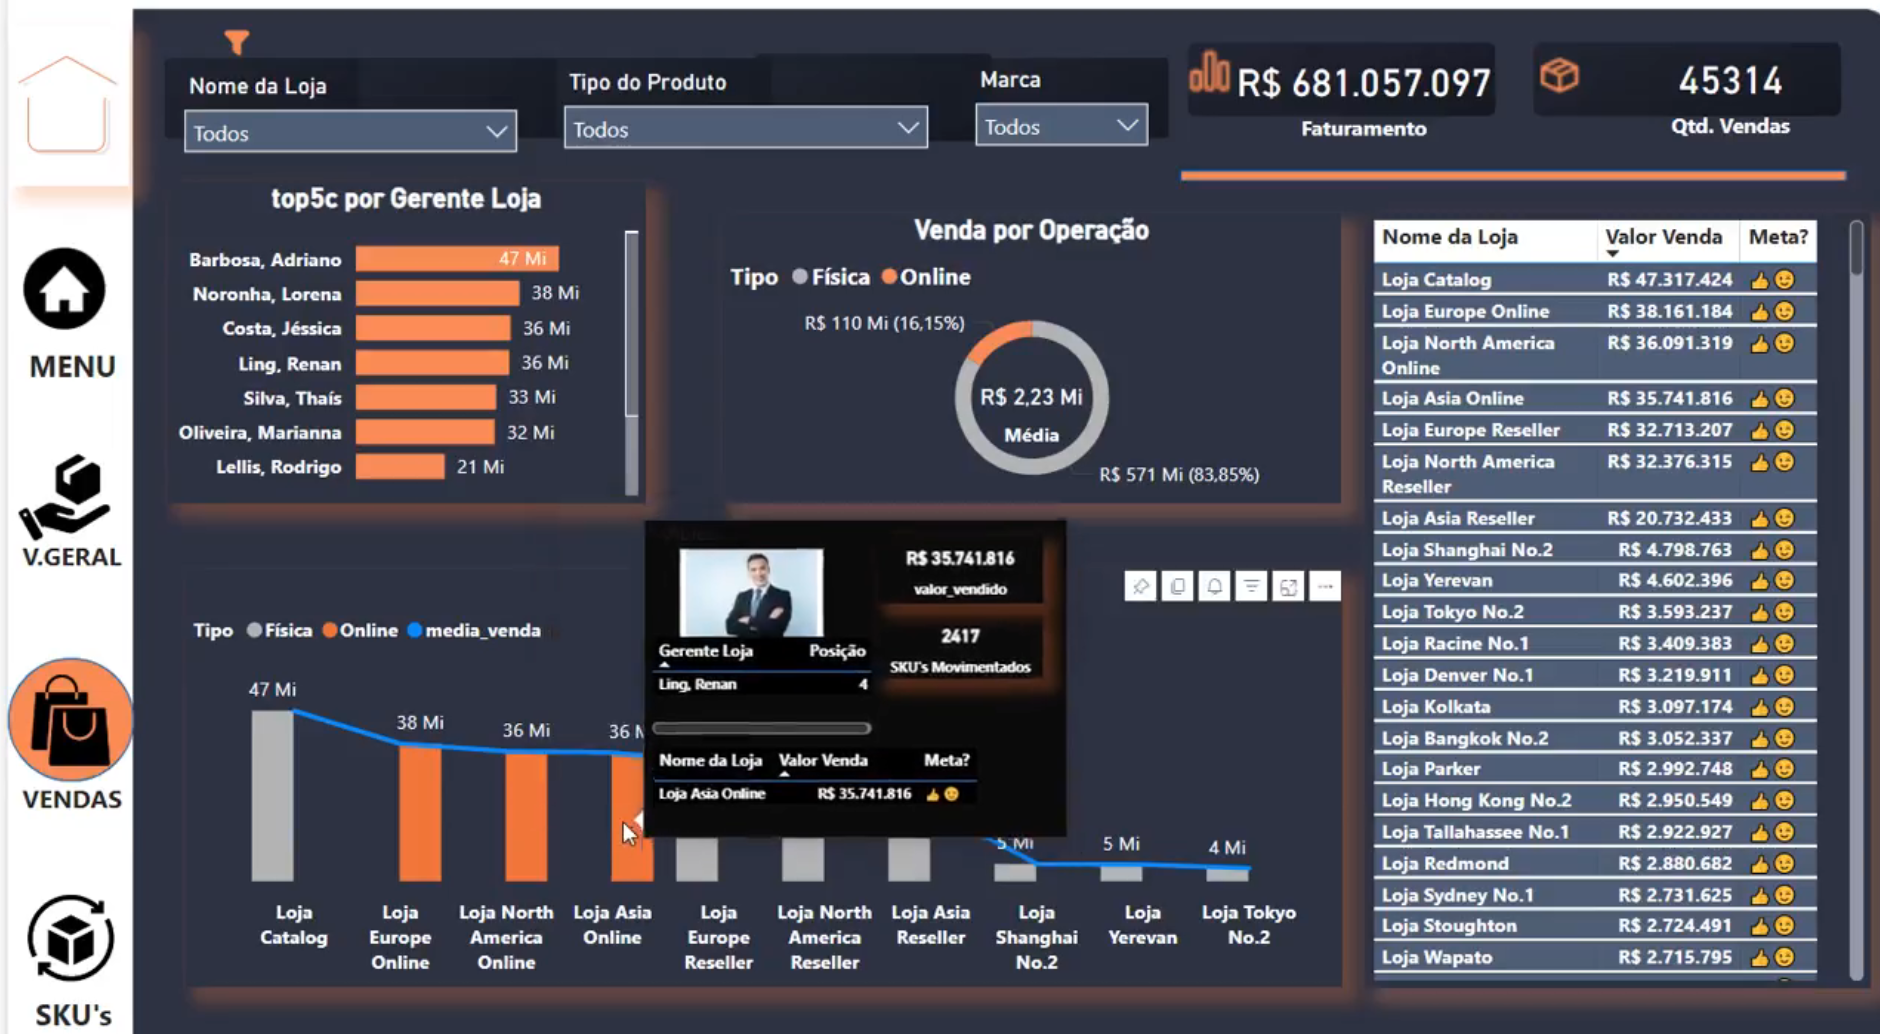 Nome da Loja
Todos
Tipo do Produto
Todos
Marca
Todos
R$ 681.057.097
Faturamento
45314
Qtd. Vendas
MENU
V.GERAL
VENDAS
SKU's
top5c por Gerente Loja
Barbosa, Adriano 47 Mi
Noronha, Lorena 38 Mi
Costa, Jéssica 36 Mi
Ling, Renan 36 Mi
Silva, Thaís 33 Mi
Oliveira, Marianna 32 Mi
Lellis, Rodrigo 21 Mi
Venda por Operação
Tipo Física Online
R$ 110 Mi (16,15%)
R$ 2,23 Mi
Média
R$ 571 Mi (83,85%)
Nome da Loja Valor Venda Meta?
Loja Catalog R$ 47.317.424 👍😉
Loja Europe Online R$ 38.161.184 👍😉
Loja North America R$ 36.091.319 👍😉
Online
Loja Asia Online R$ 35.741.816 👍😉
Loja Europe Reseller R$ 32.713.207 👍😉
Loja North America R$ 32.376.315 👍😉
Reseller
Loja Asia Reseller R$ 20.732.433 👍😉
Loja Shanghai No.2 R$ 4.798.763 👍😉
Loja Yerevan R$ 4.602.396 👍😉
Loja Tokyo No.2 R$ 3.593.237 👍😉
Loja Racine No.1 R$ 3.409.383 👍😉
Loja Denver No.1 R$ 3.219.911 👍😉
Loja Kolkata R$ 3.097.174 👍😉
Loja Bangkok No.2 R$ 3.052.337 👍😉
Loja Parker R$ 2.992.748 👍😉
Loja Hong Kong No.2 R$ 2.950.549 👍😉
Loja Tallahassee No.1 R$ 2.922.927 👍😉
Loja Redmond R$ 2.880.682 👍😉
Loja Sydney No.1 R$ 2.731.625 👍😉
Loja Stoughton R$ 2.724.491 👍😉
Loja Wapato R$ 2.715.795 👍😉
Tipo Física Online media_venda
47 Mi
38 Mi
36 Mi
36 M
5 Mi
5 Mi
4 Mi
Loja
Catalog
Loja
Europe
Online
Loja North
America
Online
Loja Asia
Online
Loja
Europe
Reseller
Loja North
America
Reseller
Loja Asia
Reseller
Loja
Shanghai
No.2
Loja
Yerevan
Loja Tokyo
No.2
R$ 35.741.816
valor_vendido
2417
SKU's Movimentados
Gerente Loja Posição
Ling, Renan 4
Nome da Loja Valor Venda Meta?
Loja Asia Online R$ 35.741.816 👍😉